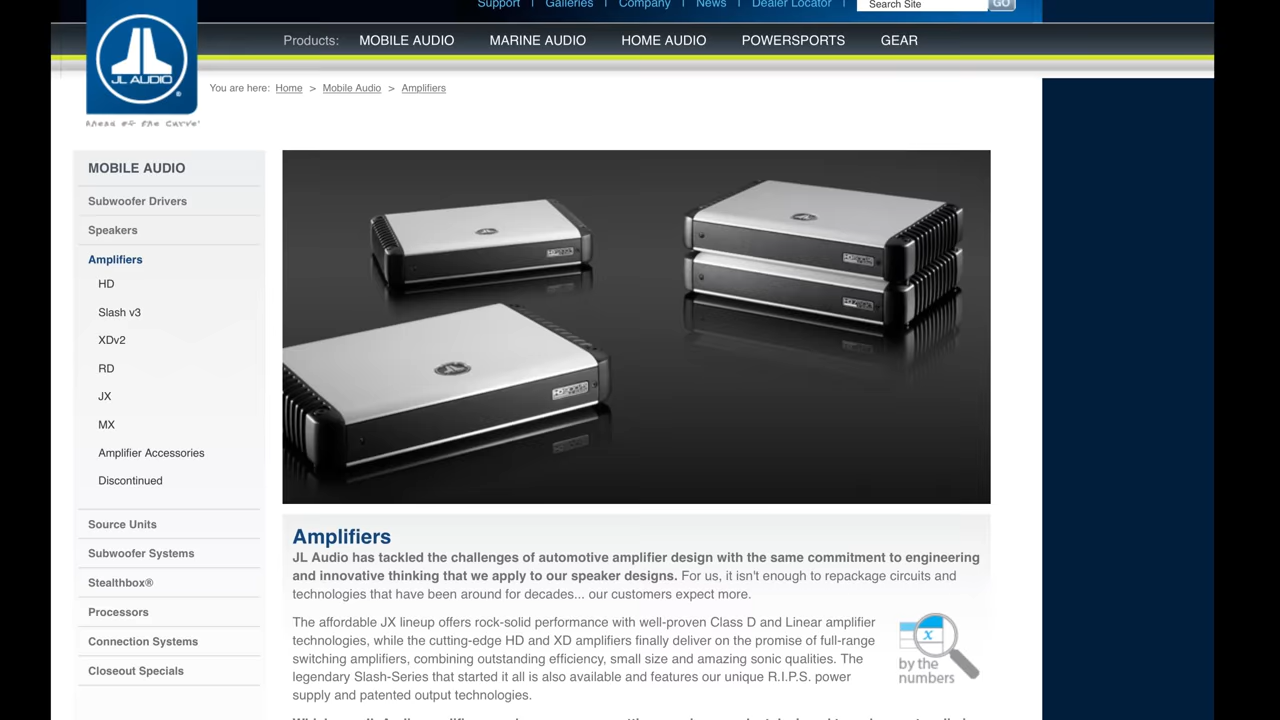 Support | Galleries | Company | News | Dealer Locator |
Search Site GO
Products: MOBILE AUDIO MARINE AUDIO HOME AUDIO POWERSPORTS GEAR
JL AUDIO
Ahead of the Curve
You are here: Home > Mobile Audio > Amplifiers
MOBILE AUDIO
Subwoofer Drivers
Speakers
Amplifiers
HD
Slash v3
XDv2
RD
JX
MX
Amplifier Accessories
Discontinued
Source Units
Subwoofer Systems
Stealthbox®
Processors
Connection Systems
Closeout Specials
Amplifiers
JL Audio has tackled the challenges of automotive amplifier design with the same commitment to engineering
and innovative thinking that we apply to our speaker designs. For us, it isn't enough to repackage circuits and
technologies that have been around for decades... our customers expect more.
The affordable JX lineup offers rock-solid performance with well-proven Class D and Linear amplifier
technologies, while the cutting-edge HD and XD amplifiers finally deliver on the promise of full-range
switching amplifiers, combining outstanding efficiency, small size and amazing sonic qualities. The
legendary Slash-Series that started it all is also available and features our unique R.I.P.S. power
supply and patented output technologies.
x
by the
numbers